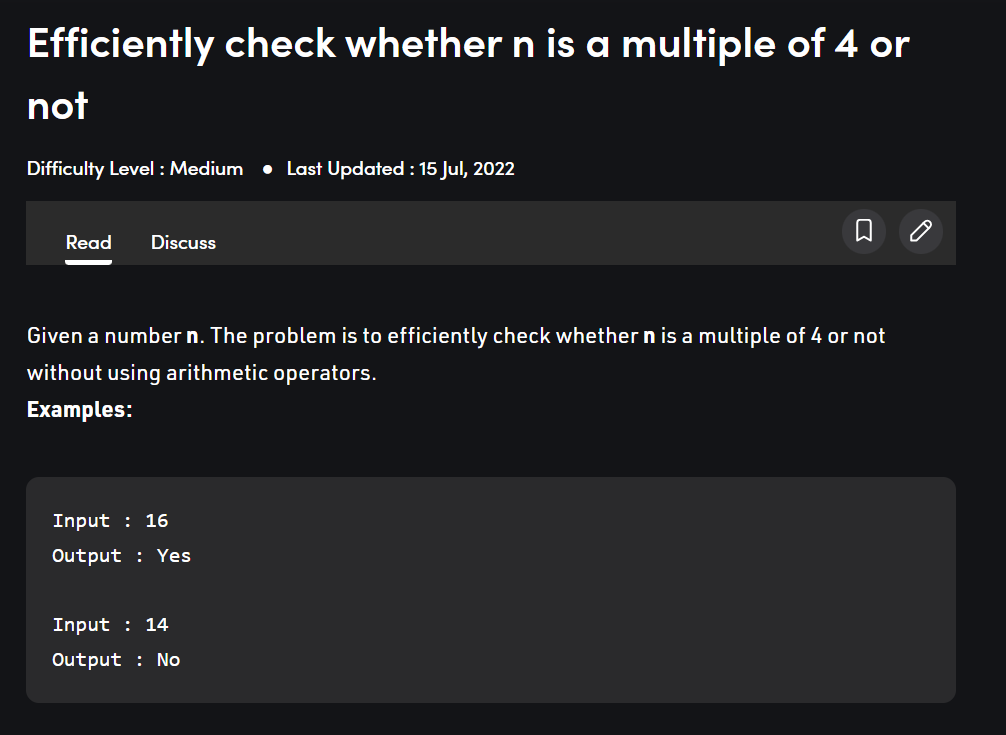 Efficiently check whether n is a multiple of 4 or
not
Difficulty Level : Medium ● Last Updated : 15 Jul, 2022
Read Discuss
Given a number n. The problem is to efficiently check whether n is a multiple of 4 or not
without using arithmetic operators.
Examples:
Input : 16
Output : Yes
Input : 14
Output : No